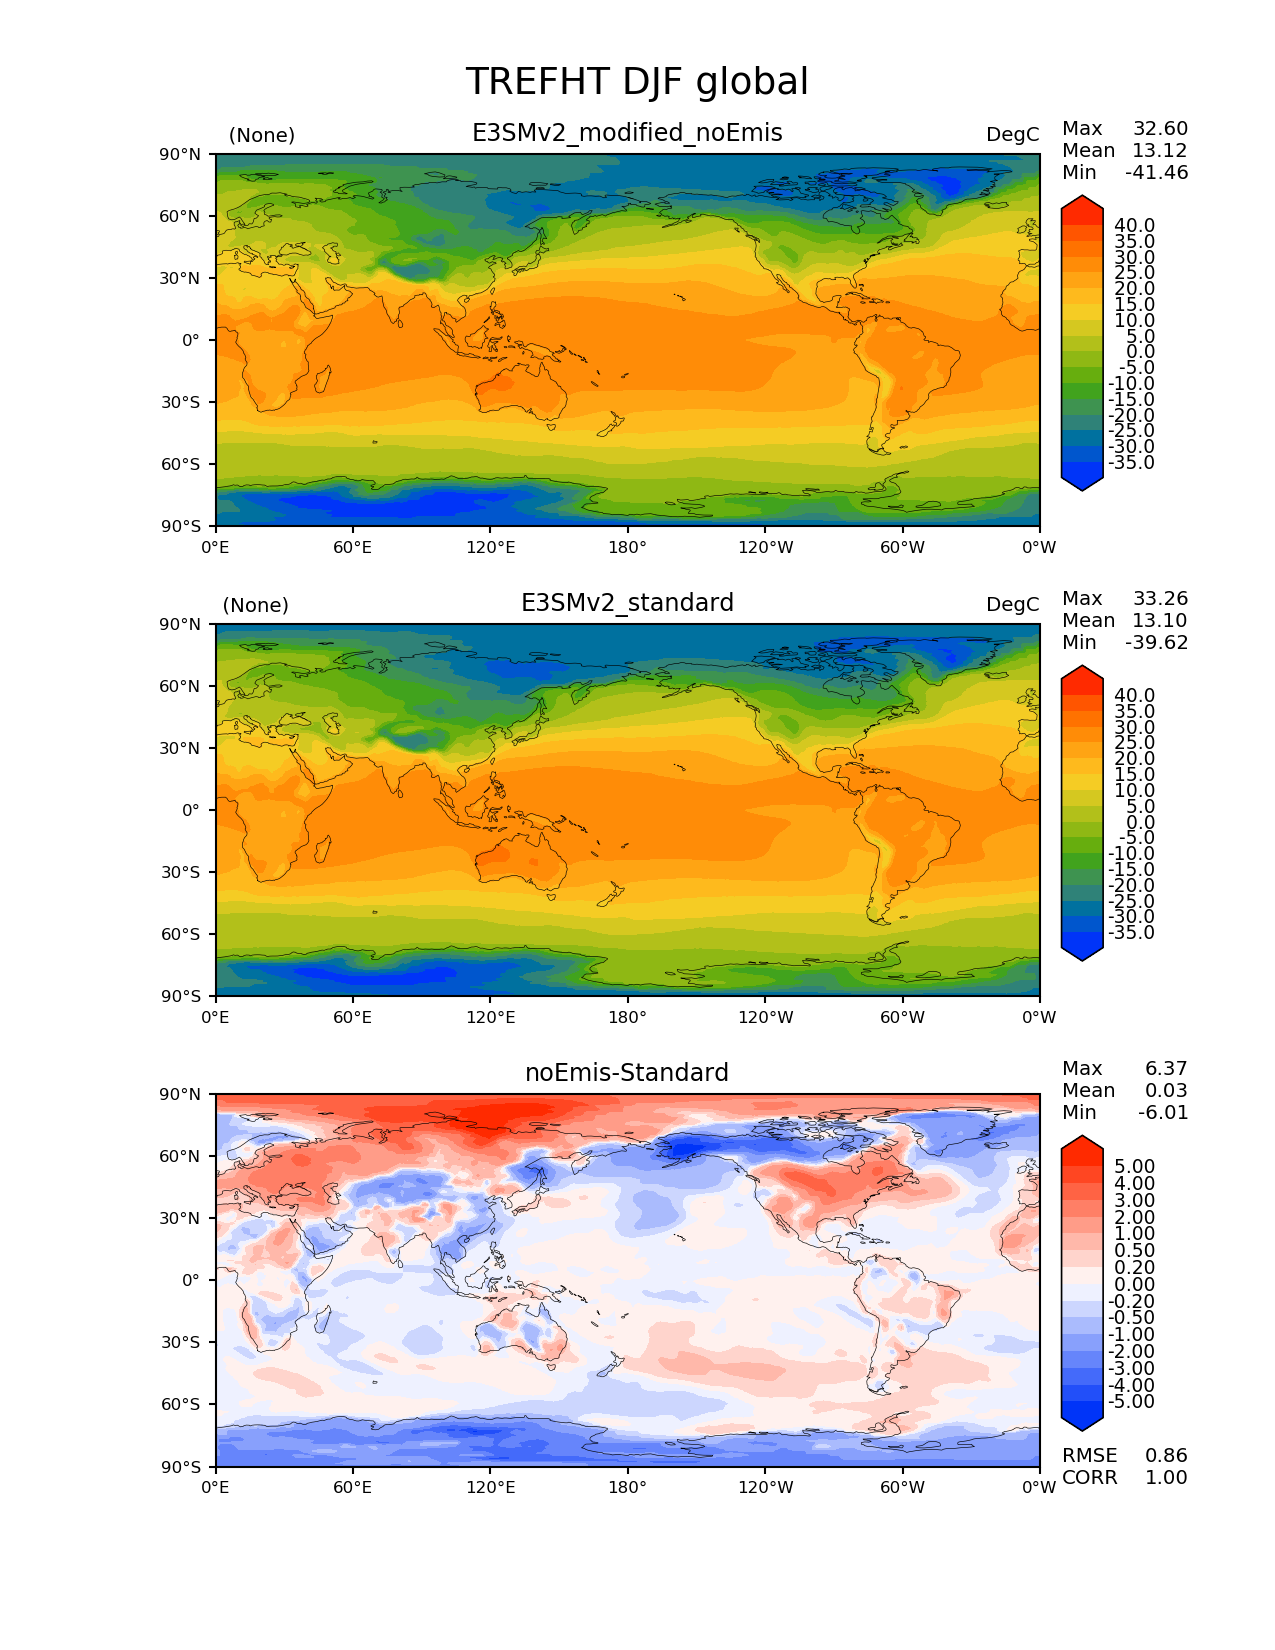 TREFHT DJF global
(None) E3SMv2_modified_noEmis DegC
Max 32.60
Mean 13.12
Min -41.46
90°N
60°N
30°N
0°
30°S
60°S
90°S
0°E 60°E 120°E 180° 120°W 60°W 0°W
40.0
35.0
30.0
25.0
20.0
15.0
10.0
5.0
0.0
-5.0
-10.0
-15.0
-20.0
-25.0
-30.0
-35.0
(None) E3SMv2_standard DegC
Max 33.26
Mean 13.10
Min -39.62
90°N
60°N
30°N
0°
30°S
60°S
90°S
0°E 60°E 120°E 180° 120°W 60°W 0°W
40.0
35.0
30.0
25.0
20.0
15.0
10.0
5.0
0.0
-5.0
-10.0
-15.0
-20.0
-25.0
-30.0
-35.0
noEmis-Standard
Max 6.37
Mean 0.03
Min -6.01
90°N
60°N
30°N
0°
30°S
60°S
90°S
0°E 60°E 120°E 180° 120°W 60°W 0°W
5.00
4.00
3.00
2.00
1.00
0.50
0.20
0.00
-0.20
-0.50
-1.00
-2.00
-3.00
-4.00
-5.00
RMSE 0.86
CORR 1.00